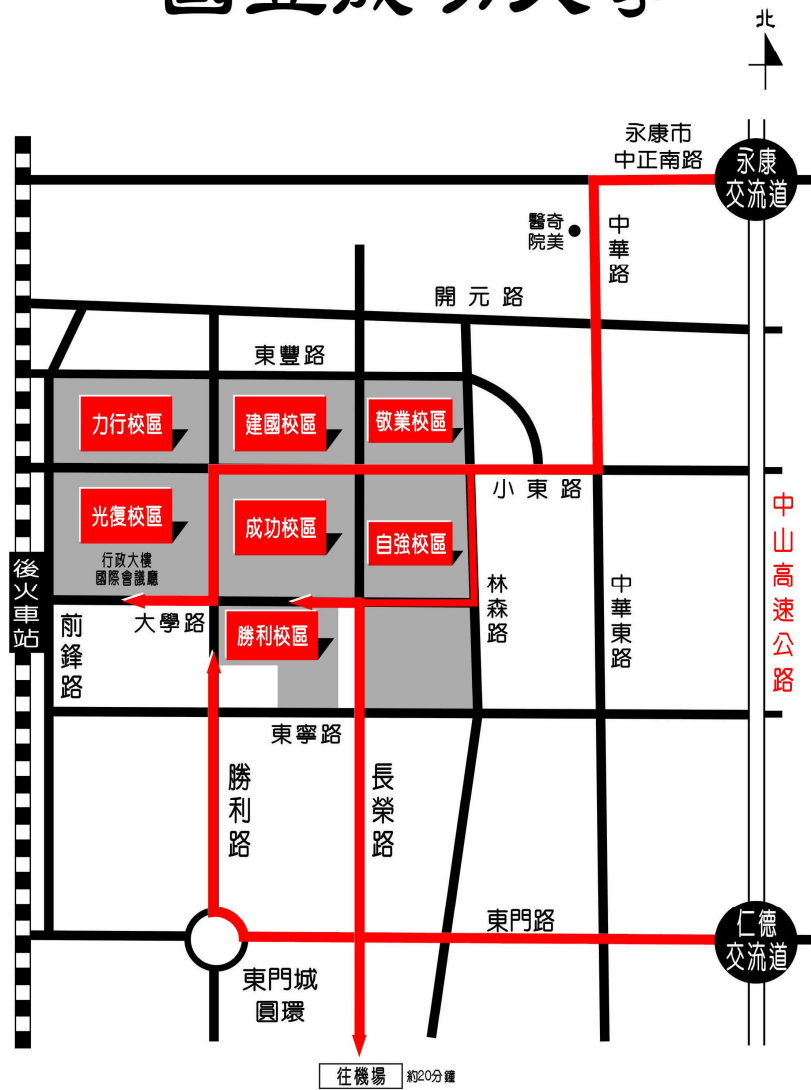 國立成功大學
北
永康市
中正南路
永康
交流道
醫奇
院美
中華路
開元路
東豐路
力行校區
建國校區
敬業校區
小東路
光復校區
成功校區
自強校區
行政大樓
國際會議廳
中山高速公路
後火車站
前鋒路
大學路
勝利校區
林森路
中華東路
東寧路
勝利路
長榮路
東門路
仁德
交流道
東門城
圓環
往機場 約20分鐘